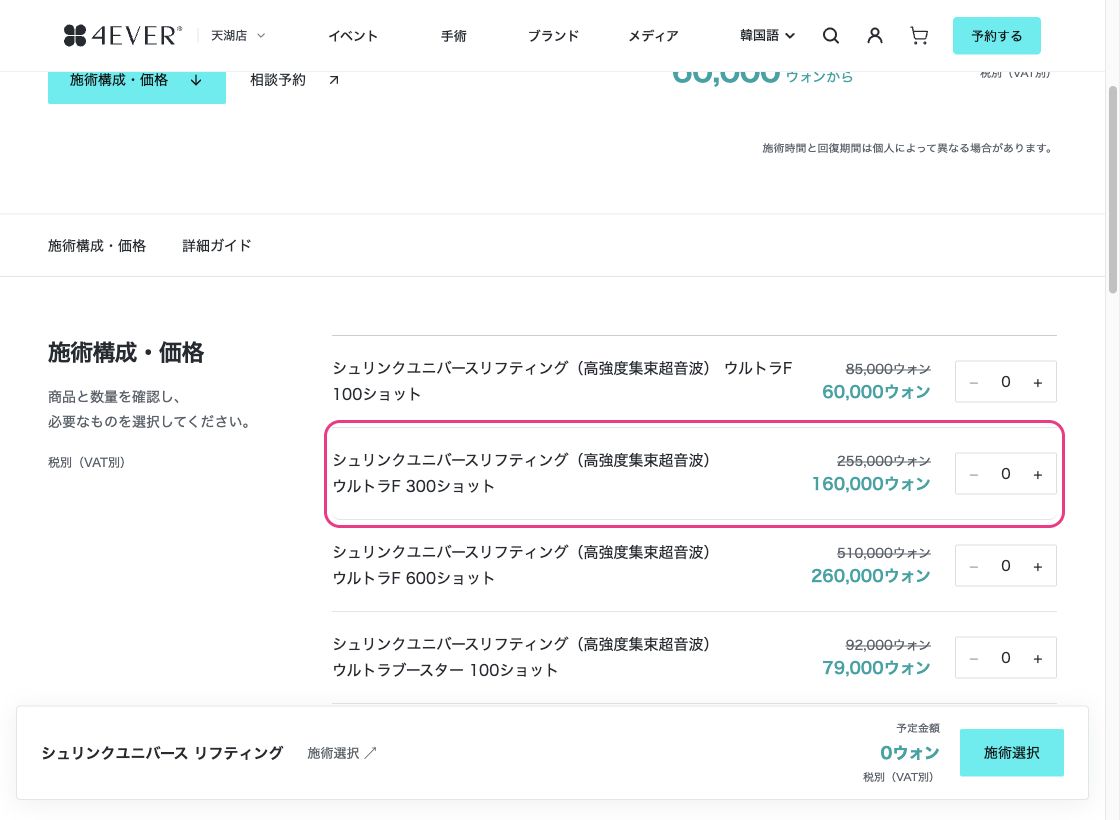 4EVER®
天湖店
イベント
手術
ブランド
メディア
韓国語
予約する
施術構成・価格 ↓
相談予約 ↗
60,000 ウォンから
税別（VAT別）
施術時間と回復期間は個人によって異なる場合があります。
施術構成・価格
詳細ガイド
施術構成・価格
商品と数量を確認し、
必要なものを選択してください。
税別（VAT別）
シュリンクユニバースリフティング（高強度集束超音波） ウルトラF
100ショット
85,000ウォン
60,000ウォン
− 0 +
シュリンクユニバースリフティング（高強度集束超音波）
ウルトラF 300ショット
255,000ウォン
160,000ウォン
− 0 +
シュリンクユニバースリフティング（高強度集束超音波）
ウルトラF 600ショット
510,000ウォン
260,000ウォン
− 0 +
シュリンクユニバースリフティング（高強度集束超音波）
ウルトラブースター 100ショット
92,000ウォン
79,000ウォン
− 0 +
シュリンクユニバース リフティング
施術選択 ↗
予定金額
0ウォン
税別（VAT別）
施術選択